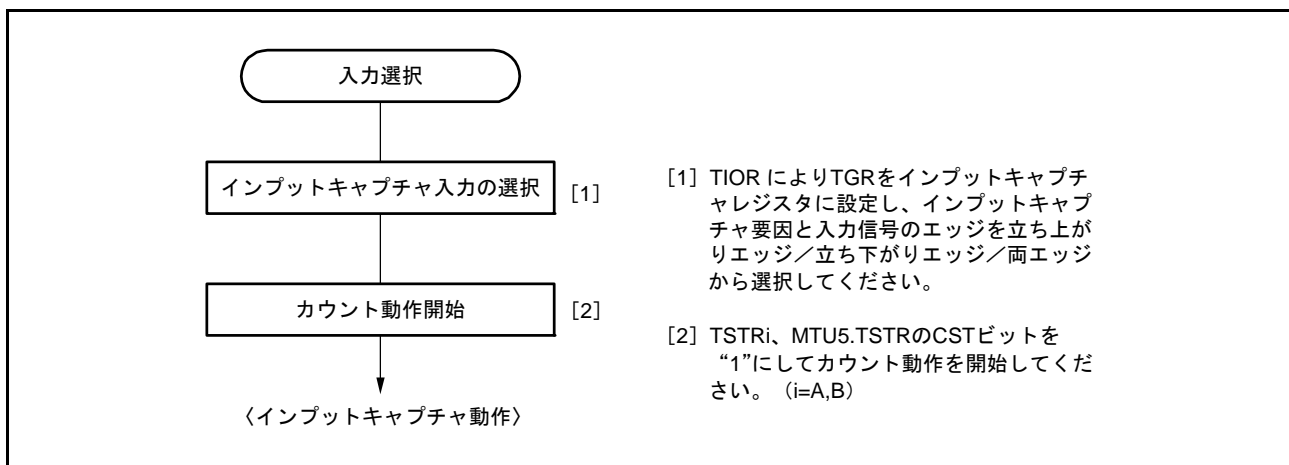 入力選択
インプットキャプチャ入力の選択 [1]
カウント動作開始 [2]
〈インプットキャプチャ動作〉
[1] TIOR によりTGRをインプットキャプチ
ャレジスタに設定し、インプットキャプ
チャ要因と入力信号のエッジを立ち上が
りエッジ／立ち下がりエッジ／両エッジ
から選択してください。
[2] TSTRi、MTU5.TSTRのCSTビットを
“1”にしてカウント動作を開始してくだ
さい。（i=A,B）